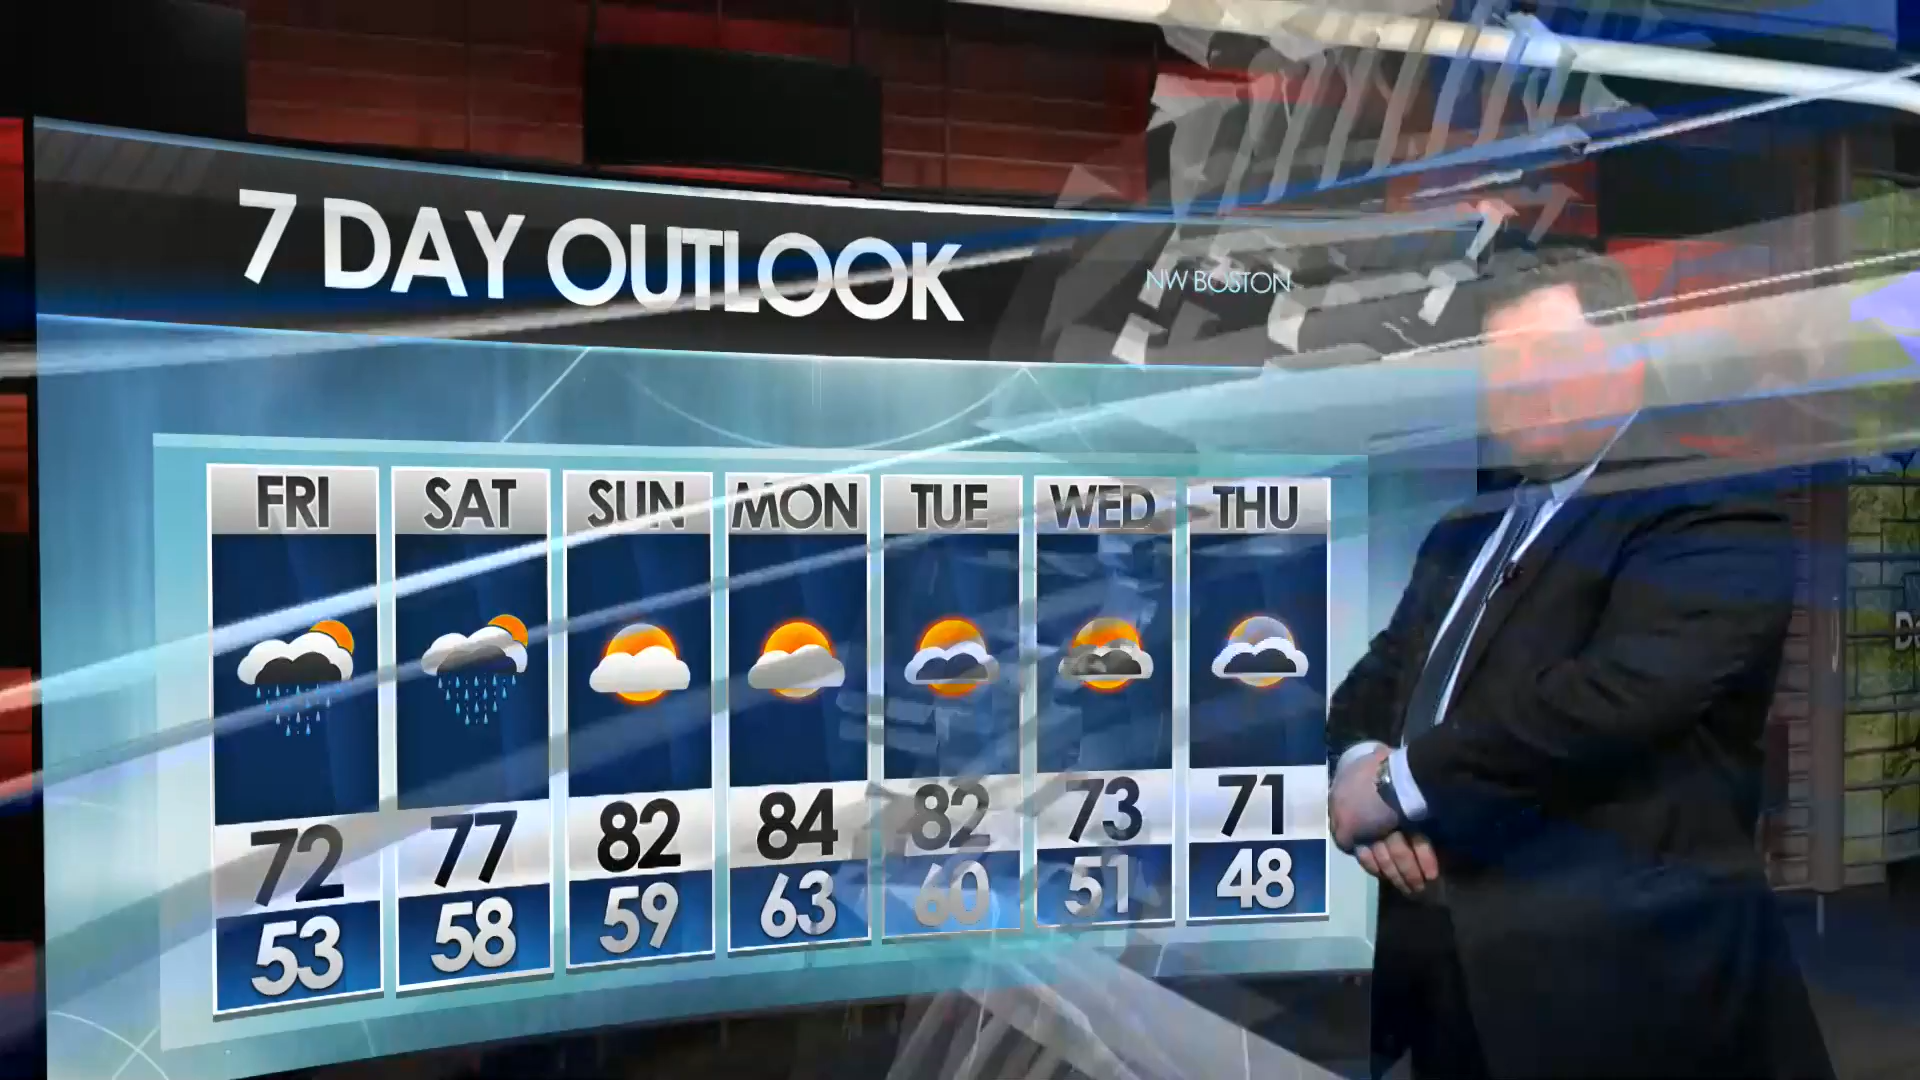 7 DAY OUTLOOK
NW BOSTON
FRI SAT SUN MON TUE WED THU
72 77 82 84 82 73 71
53 58 59 63 60 51 48